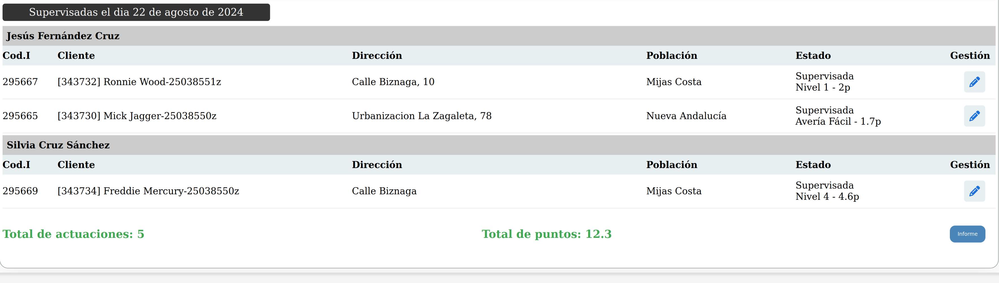 Supervisadas el dia 22 de agosto de 2024
Jesús Fernández Cruz
Cod.I Cliente Dirección Población Estado Gestión
295667 [343732] Ronnie Wood-25038551z Calle Biznaga, 10 Mijas Costa Supervisada
Nivel 1 - 2p
295665 [343730] Mick Jagger-25038550z Urbanizacion La Zagaleta, 78 Nueva Andalucía Supervisada
Avería Fácil - 1.7p
Silvia Cruz Sánchez
Cod.I Cliente Dirección Población Estado Gestión
295669 [343734] Freddie Mercury-25038550z Calle Biznaga Mijas Costa Supervisada
Nivel 4 - 4.6p
Total de actuaciones: 5 Total de puntos: 12.3 Informe